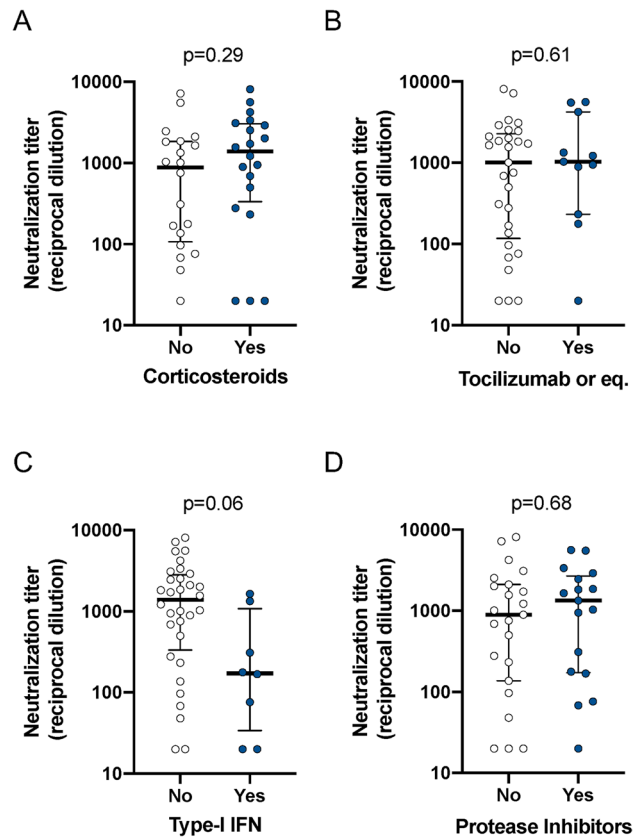 A
p=0.29
Neutralization titer
(reciprocal dilution)
10000
1000
100
10
No Yes
Corticosteroids
B
p=0.61
Neutralization titer
(reciprocal dilution)
10000
1000
100
10
No Yes
Tocilizumab or eq.
C
p=0.06
Neutralization titer
(reciprocal dilution)
10000
1000
100
10
No Yes
Type-I IFN
D
p=0.68
Neutralization titer
(reciprocal dilution)
10000
1000
100
10
No Yes
Protease Inhibitors